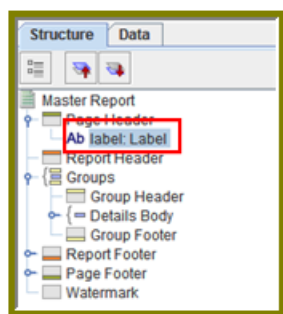 Structure Data
Master Report
Page Header
Ab label: Label
Report Header
Groups
Group Header
Details Body
Group Footer
Report Footer
Page Footer
Watermark